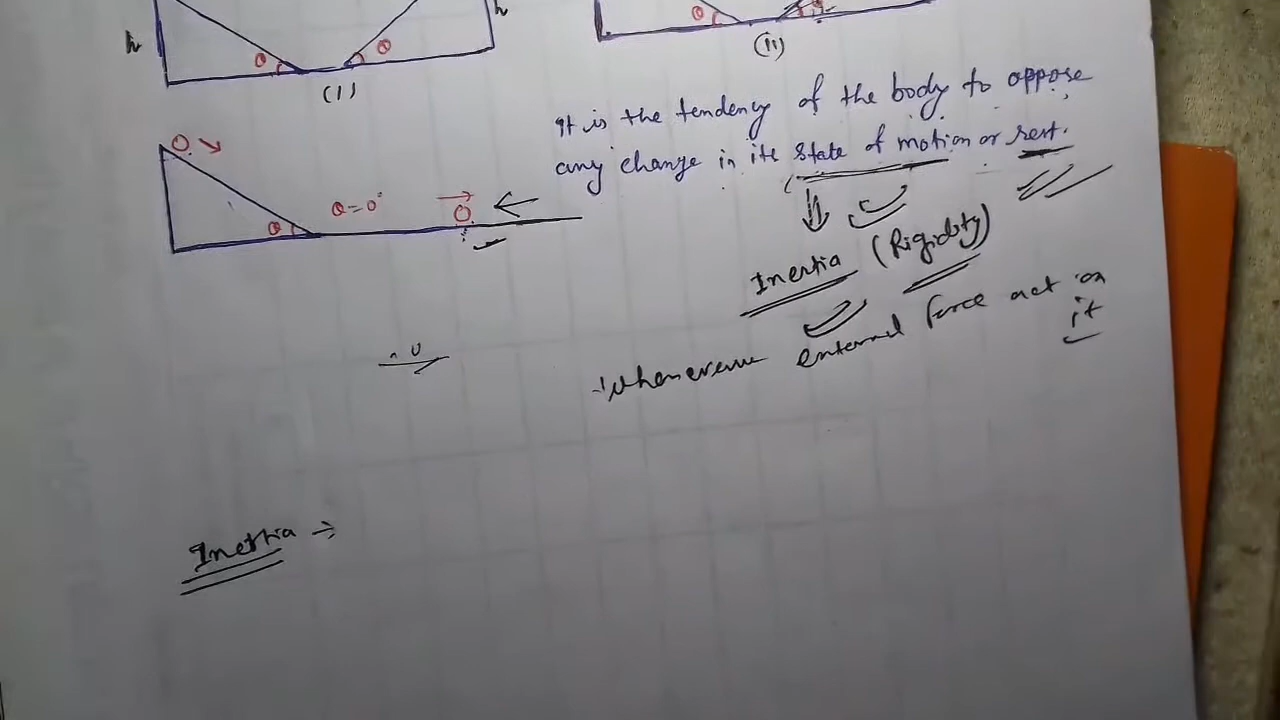 h
θ
θ
h
(I)
θ
(II)
It is the tendency of the body to oppose
any change in its state of motion or rest.
Inertia (Rigidity)
whenever external force act on
it
θ
θ=0°
Inertia ⇒